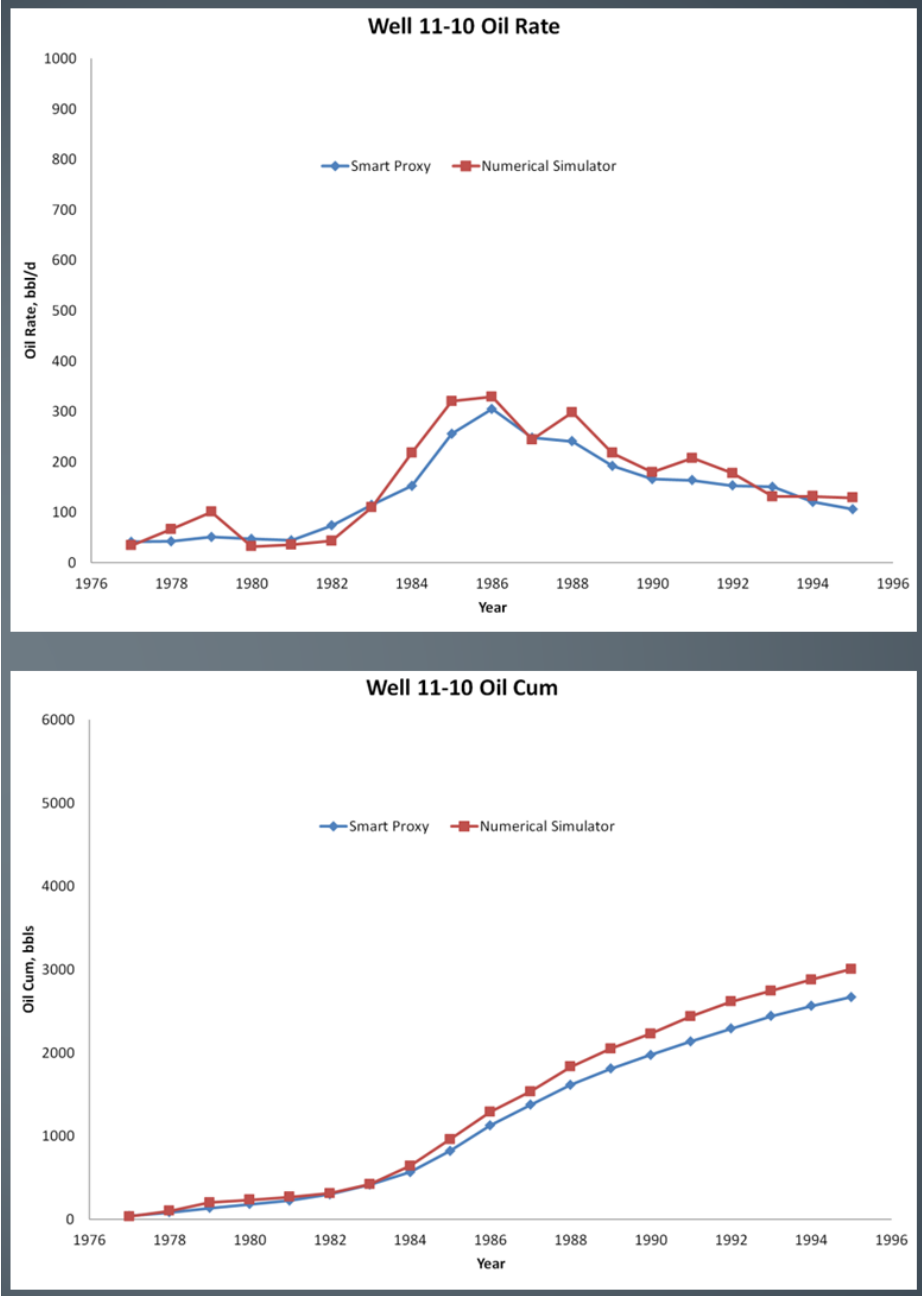 Well 11-10 Oil Rate
1000
900
800
Smart Proxy Numerical Simulator
700
600
Oil Rate, bbl/d
500
400
300
200
100
0
1976 1978 1980 1982 1984 1986 1988 1990 1992 1994 1996
Year
Well 11-10 Oil Cum
6000
5000
Smart Proxy Numerical Simulator
4000
Oil Cum, bbls
3000
2000
1000
0
1976 1978 1980 1982 1984 1986 1988 1990 1992 1994 1996
Year